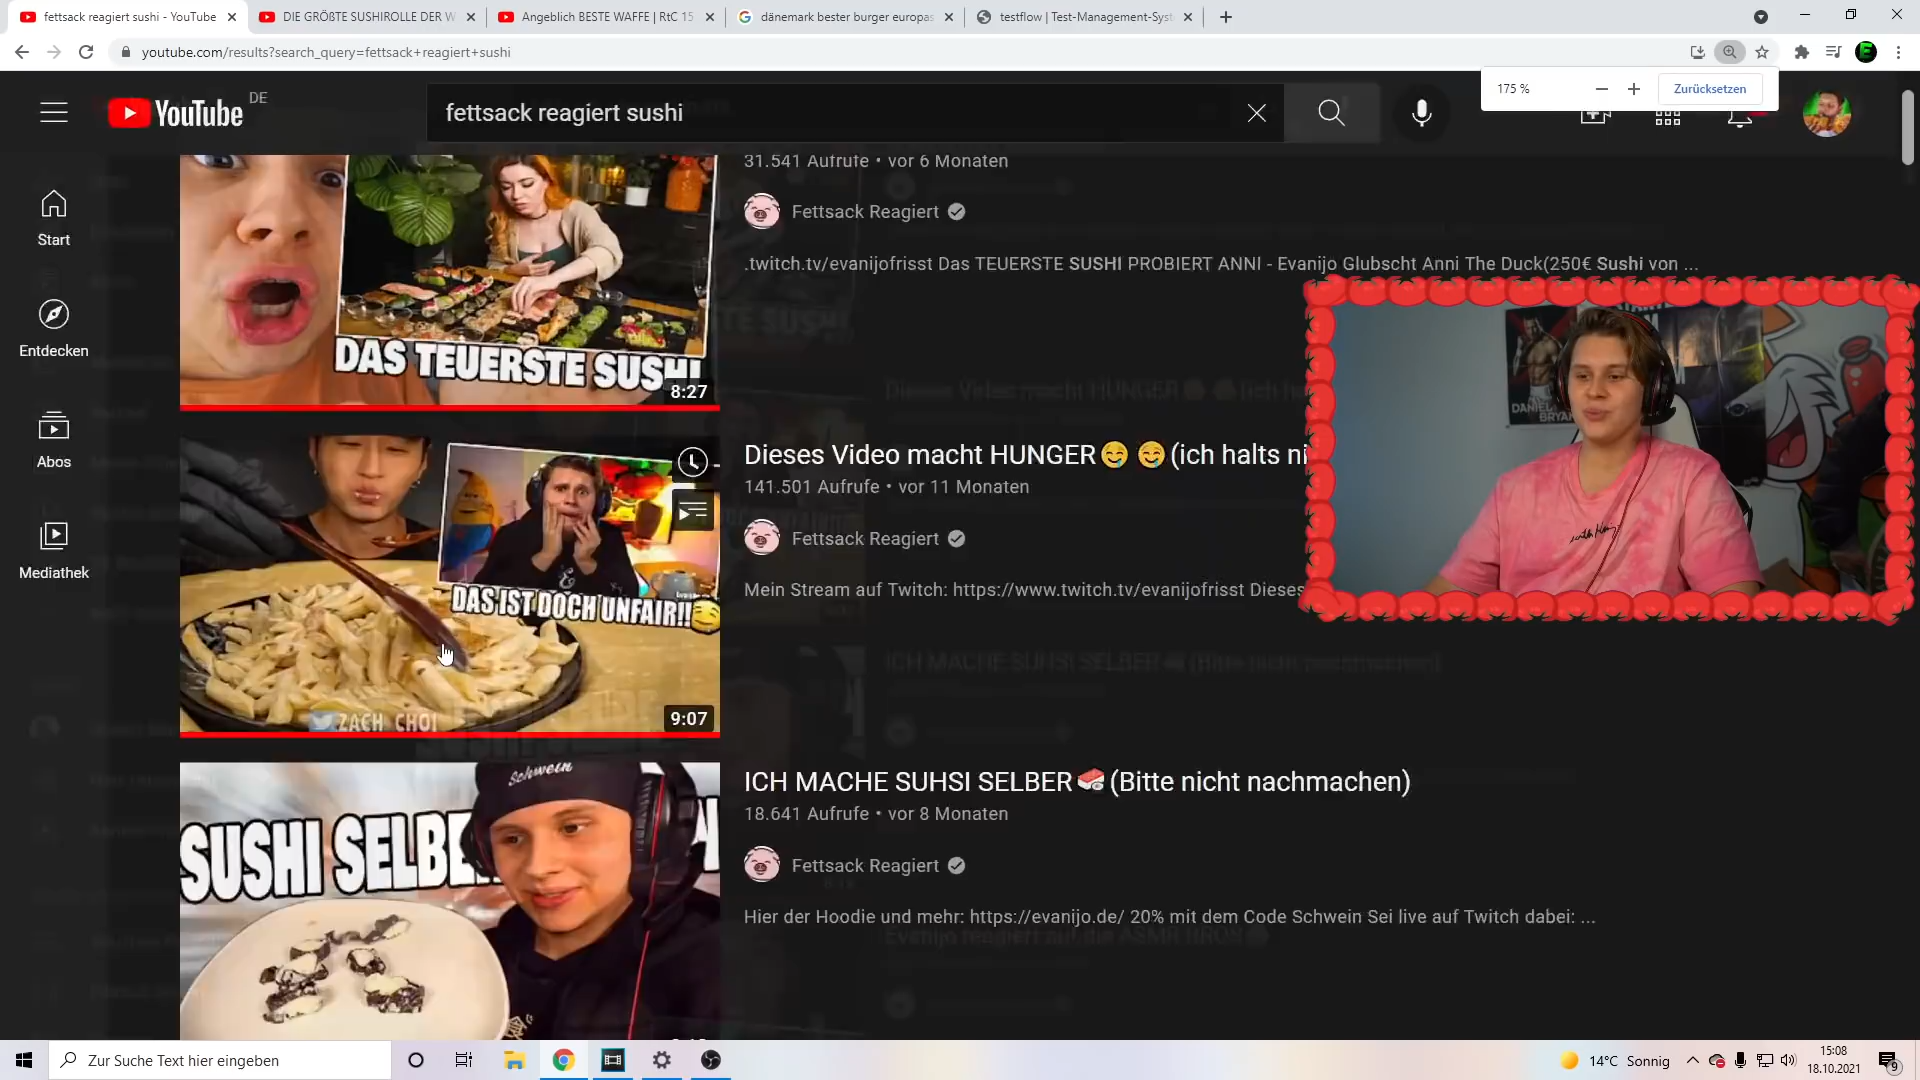 fettsack reagiert sushi - YouTube
DIE GRÖßTE SUSHIROLLE DER W
Angeblich BESTE WAFFE | RtC 15
dänemark bester burger europas
testflow | Test-Management-Syst
youtube.com/results?search_query=fettsack+reagiert+sushi
175 %
Zurücksetzen
YouTube DE
fettsack reagiert sushi
Start
Entdecken
Abos
Mediathek
DAS TEUERSTE SUSHI
8:27
31.541 Aufrufe • vor 6 Monaten
Fettsack Reagiert
.twitch.tv/evanijofrisst Das TEUERSTE SUSHI PROBIERT ANNI - Evanijo Glubscht Anni The Duck(250€ Sushi von ...
DANIEL
BRYAN
DAS IST DOCH UNFAIR!!
ZACH CHOI
9:07
Dieses Video macht HUNGER🤤 🤤 (ich halts ni
141.501 Aufrufe • vor 11 Monaten
Fettsack Reagiert
Mein Stream auf Twitch: https://www.twitch.tv/evanijofrisst Dieses
Schwein
SUSHI SELBE
ICH MACHE SUHSI SELBER🍣 (Bitte nicht nachmachen)
18.641 Aufrufe • vor 8 Monaten
Fettsack Reagiert
Hier der Hoodie und mehr: https://evanijo.de/ 20% mit dem Code Schwein Sei live auf Twitch dabei: ...
Zur Suche Text hier eingeben
14°C Sonnig
15:08
18.10.2021
9